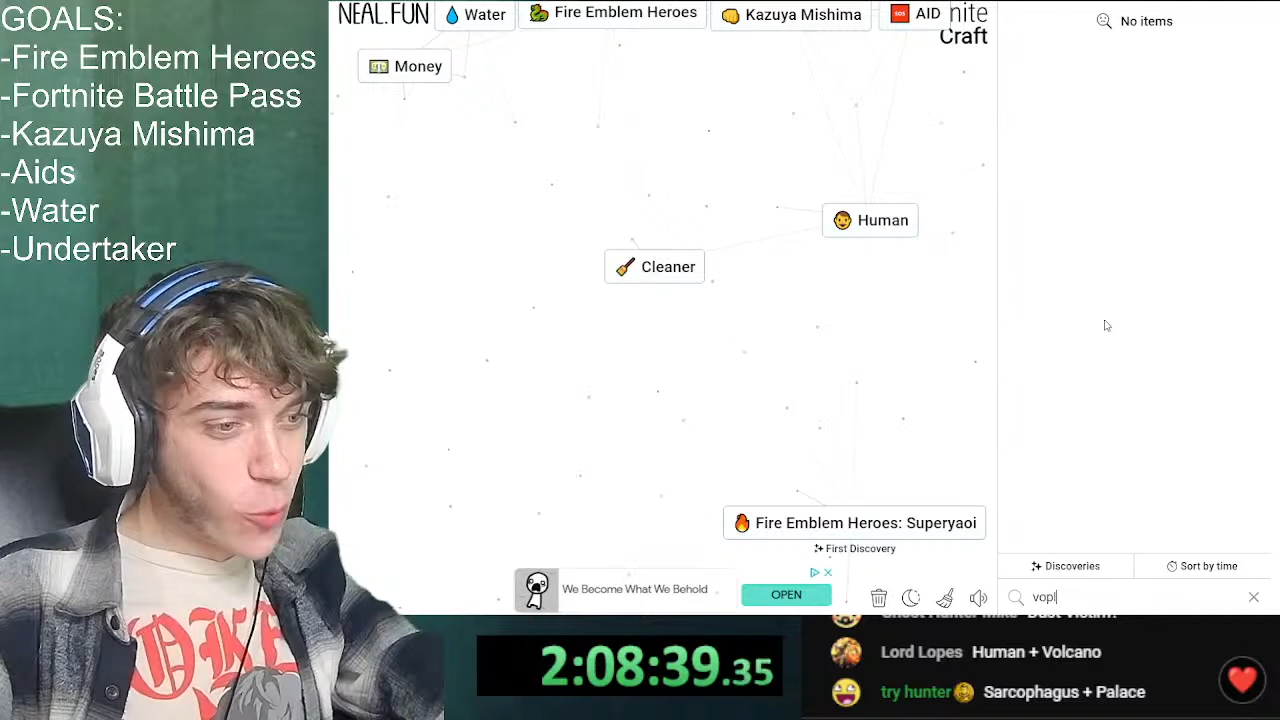 GOALS:
-Fire Emblem Heroes
-Fortnite Battle Pass
-Kazuya Mishima
-Aids
-Water
-Undertaker
NEAL.FUN
Water
Fire Emblem Heroes
Kazuya Mishima
AID
nite
Craft
Money
Human
Cleaner
Fire Emblem Heroes: Superyaoi
First Discovery
We Become What We Behold
OPEN
No items
Discoveries
Sort by time
vopl
2:08:39.35
Lord Lopes Human + Volcano
try hunter Sarcophagus + Palace